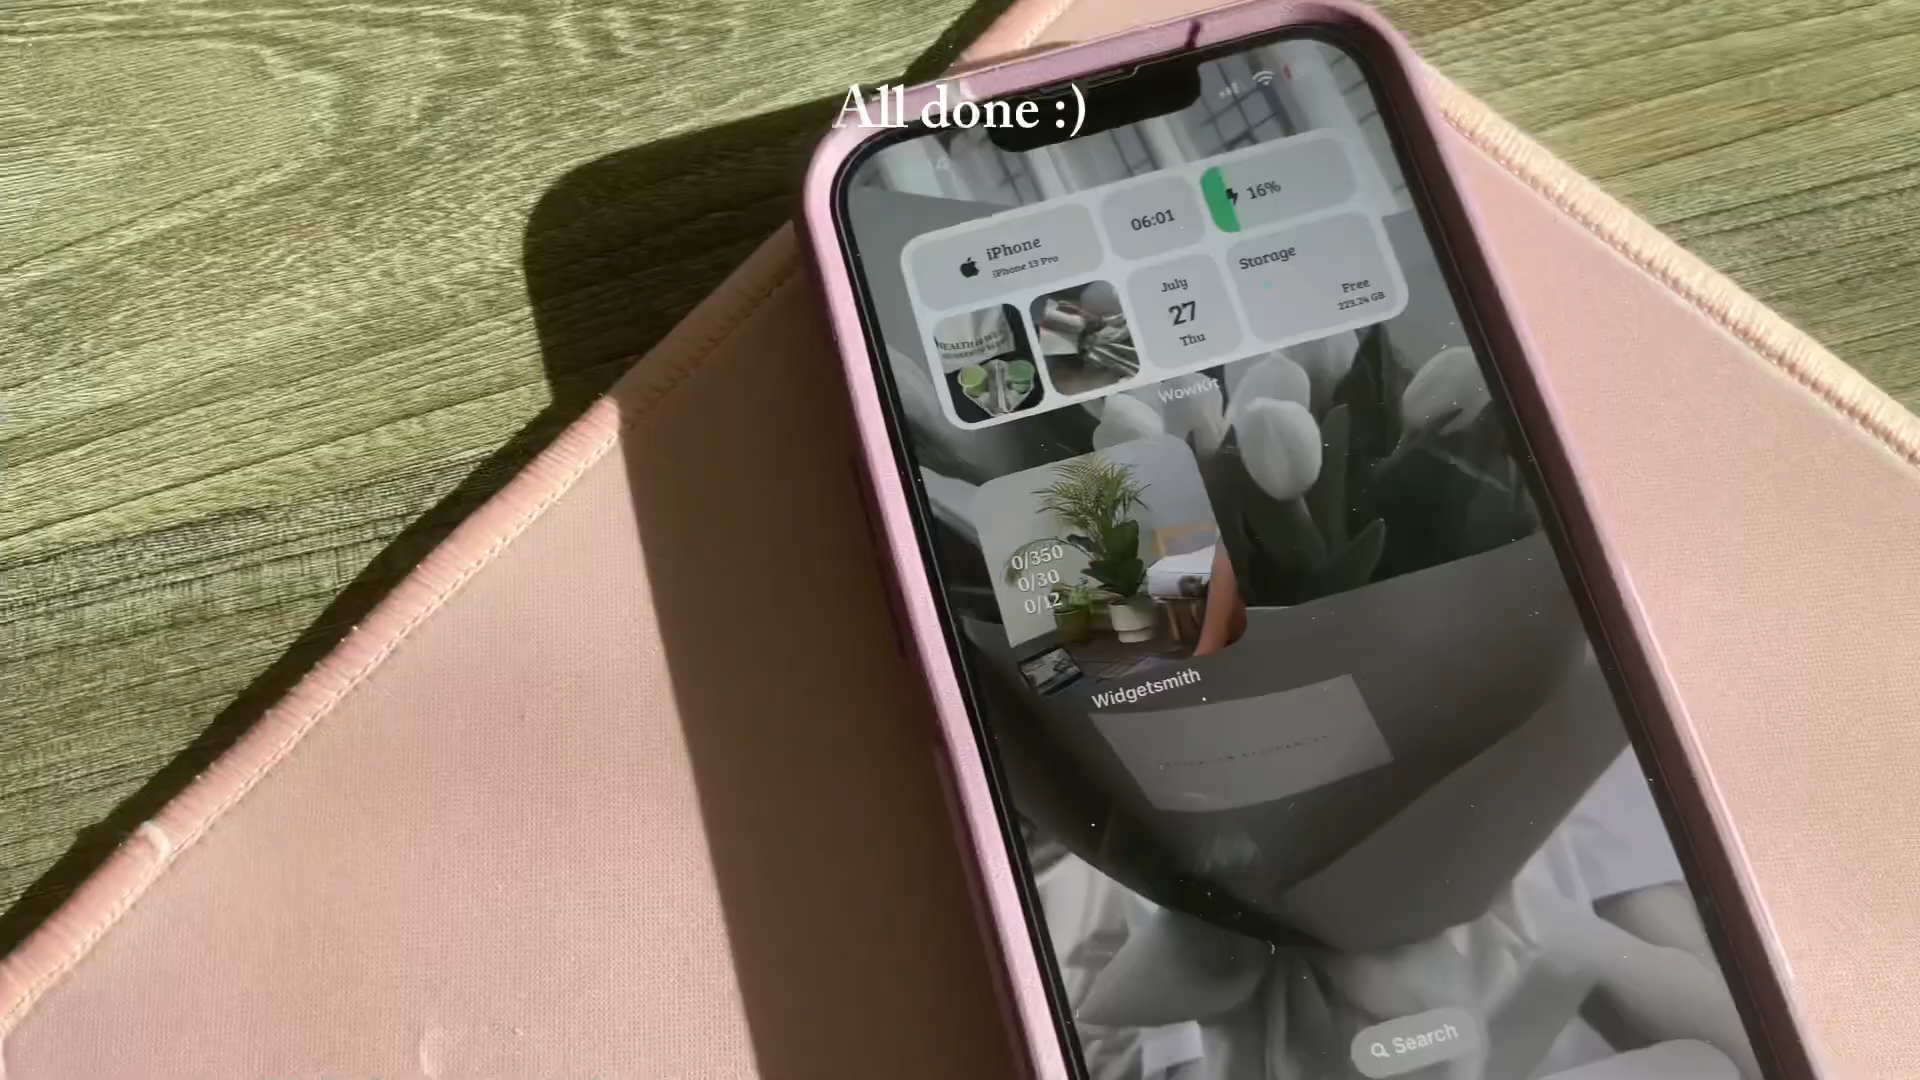 All done :)
iPhone
iPhone 13 Pro
06:01
16%
July
27
Thu
Storage
Free
223.24 GB
WowKit
0/350
0/30
0/12
Widgetsmith
Search